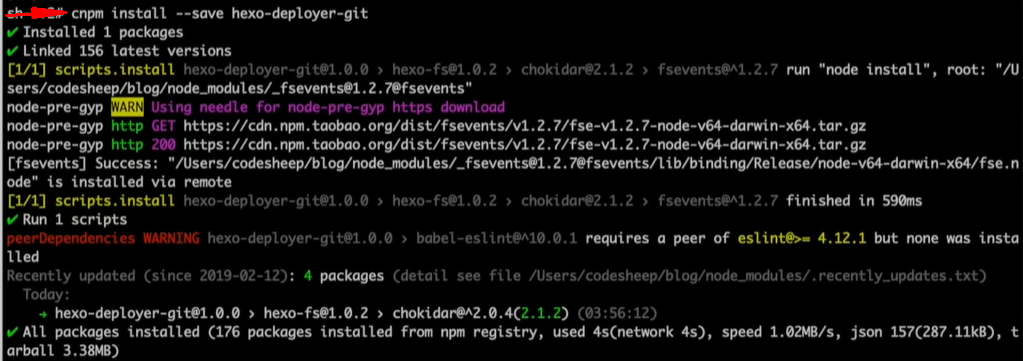 cnpm install --save hexo-deployer-git
✔ Installed 1 packages
✔ Linked 156 latest versions
[1/1] scripts.install hexo-deployer-git@1.0.0 › hexo-fs@1.0.2 › chokidar@2.1.2 › fsevents@^1.2.7 run "node install", root: "/U
sers/codesheep/blog/node_modules/_fsevents@1.2.7@fsevents"
node-pre-gyp WARN Using needle for node-pre-gyp https download
node-pre-gyp http GET https://cdn.npm.taobao.org/dist/fsevents/v1.2.7/fse-v1.2.7-node-v64-darwin-x64.tar.gz
node-pre-gyp http 200 https://cdn.npm.taobao.org/dist/fsevents/v1.2.7/fse-v1.2.7-node-v64-darwin-x64.tar.gz
[fsevents] Success: "/Users/codesheep/blog/node_modules/_fsevents@1.2.7@fsevents/lib/binding/Release/node-v64-darwin-x64/fse.n
ode" is installed via remote
[1/1] scripts.install hexo-deployer-git@1.0.0 › hexo-fs@1.0.2 › chokidar@2.1.2 › fsevents@^1.2.7 finished in 590ms
✔ Run 1 scripts
peerDependencies WARNING hexo-deployer-git@1.0.0 › babel-eslint@^10.0.1 requires a peer of eslint@>= 4.12.1 but none was insta
lled
Recently updated (since 2019-02-12): 4 packages (detail see file /Users/codesheep/blog/node_modules/.recently_updates.txt)
Today:
→ hexo-deployer-git@1.0.0 › hexo-fs@1.0.2 › chokidar@^2.0.4(2.1.2) (03:56:12)
✔ All packages installed (176 packages installed from npm registry, used 4s(network 4s), speed 1.02MB/s, json 157(287.11kB), t
arball 3.38MB)